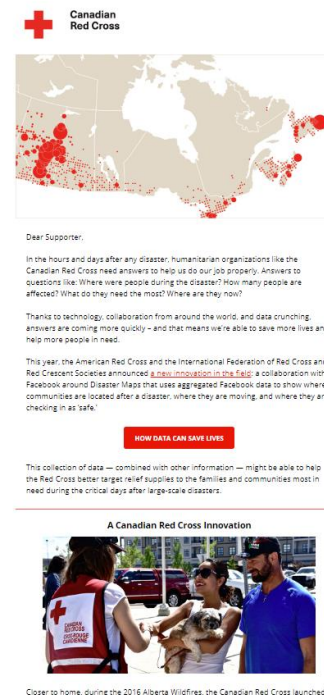 Canadian
Red Cross
Dear Supporter,
In the hours and days after any disaster, humanitarian organizations like the
Canadian Red Cross need answers to help us do our job properly. Answers to
questions like: Where were people during the disaster? How many people are
affected? What do they need the most? Where are they now?
Thanks to technology, collaboration from around the world, and data crunching,
answers are coming more quickly – and that means we're able to save more lives and
help more people in need.
This year, the American Red Cross and the International Federation of Red Cross and
Red Crescent Societies announced a new innovation in the field: a collaboration with
Facebook around Disaster Maps that uses aggregated Facebook data to show where
communities are located after a disaster, where they are moving, and where they are
checking in as 'safe.'
HOW DATA CAN SAVE LIVES
This collection of data — combined with other information — might be able to help
the Red Cross better target relief supplies to the families and communities most in
need during the critical days after large-scale disasters.
A Canadian Red Cross Innovation
CANADIAN
RED CROSS
CROIX-ROUGE
CANADIENNE
Closer to home, during the 2016 Alberta Wildfires, the Canadian Red Cross launched